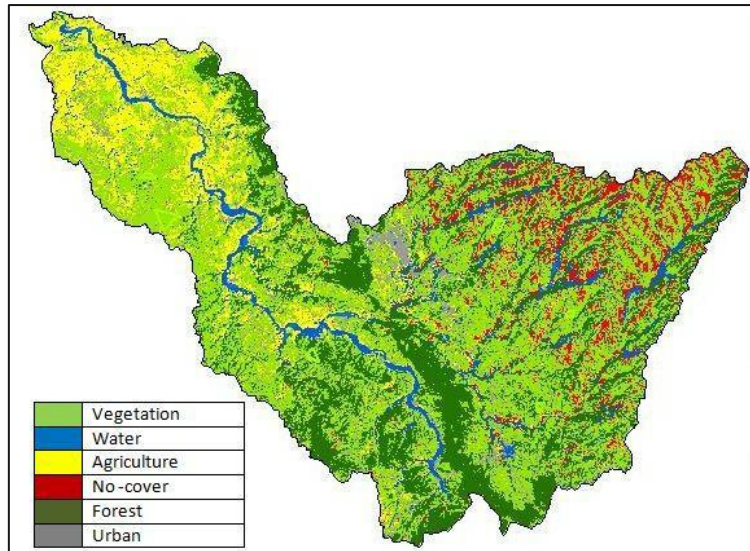 Vegetation
Water
Agriculture
No-cover
Forest
Urban